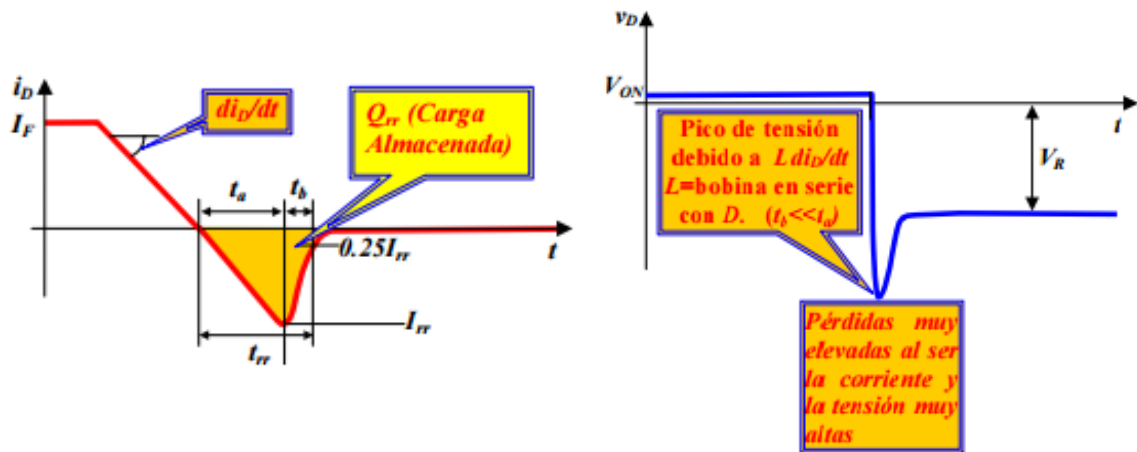 i_D
I_F
di_D/dt
Q_rr (Carga
Almacenada)
t_a
t_b
t
0.25I_rr
I_rr
t_rr
v_D
V_ON
t
Pico de tensión
debido a L di_D/dt
L=bobina en serie
con D. (t_b<<t_a)
V_R
Pérdidas muy
elevadas al ser
la corriente y
la tensión muy
altas